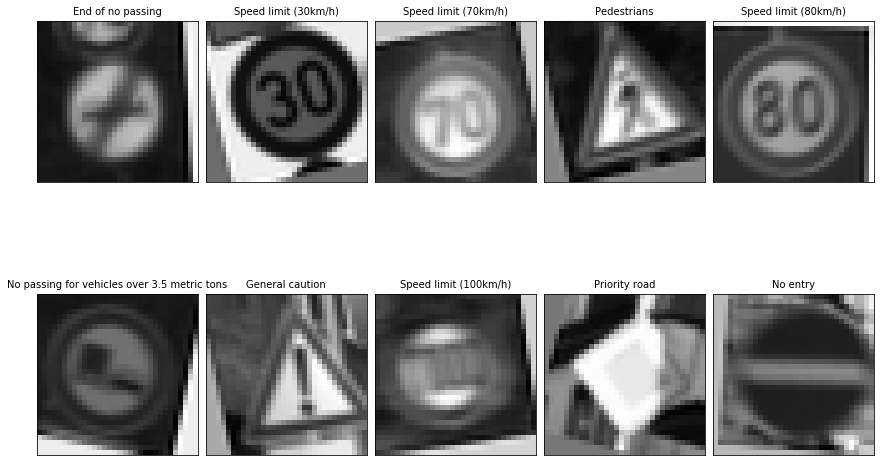 End of no passing
Speed limit (30km/h)
Speed limit (70km/h)
Pedestrians
Speed limit (80km/h)
30
70
80
No passing for vehicles over 3.5 metric tons
General caution
Speed limit (100km/h)
Priority road
No entry
!